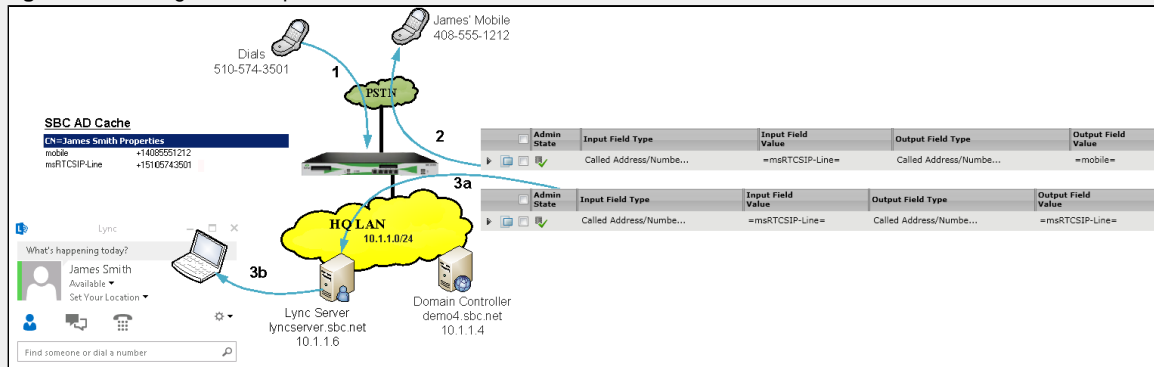 James' Mobile
408-555-1212
Dials
510-574-3501
1
PSTN
2
SBC AD Cache
CN=James Smith Properties
mobile +14085551212
msRTCSIP-Line +15105743501
Admin State Input Field Type Input Field Value Output Field Type Output Field Value
Called Address/Numbe... =msRTCSIP-Line= Called Address/Numbe... =mobile=
3a
Admin State Input Field Type Input Field Value Output Field Type Output Field Value
Called Address/Numbe... =msRTCSIP-Line= Called Address/Numbe... =msRTCSIP-Line=
HQ LAN
10.1.1.0/24
Lync
What's happening today?
James Smith
Available
Set Your Location
3b
Find someone or dial a number
Lync Server
lyncserver.sbc.net
10.1.1.6
Domain Controller
demo4.sbc.net
10.1.1.4